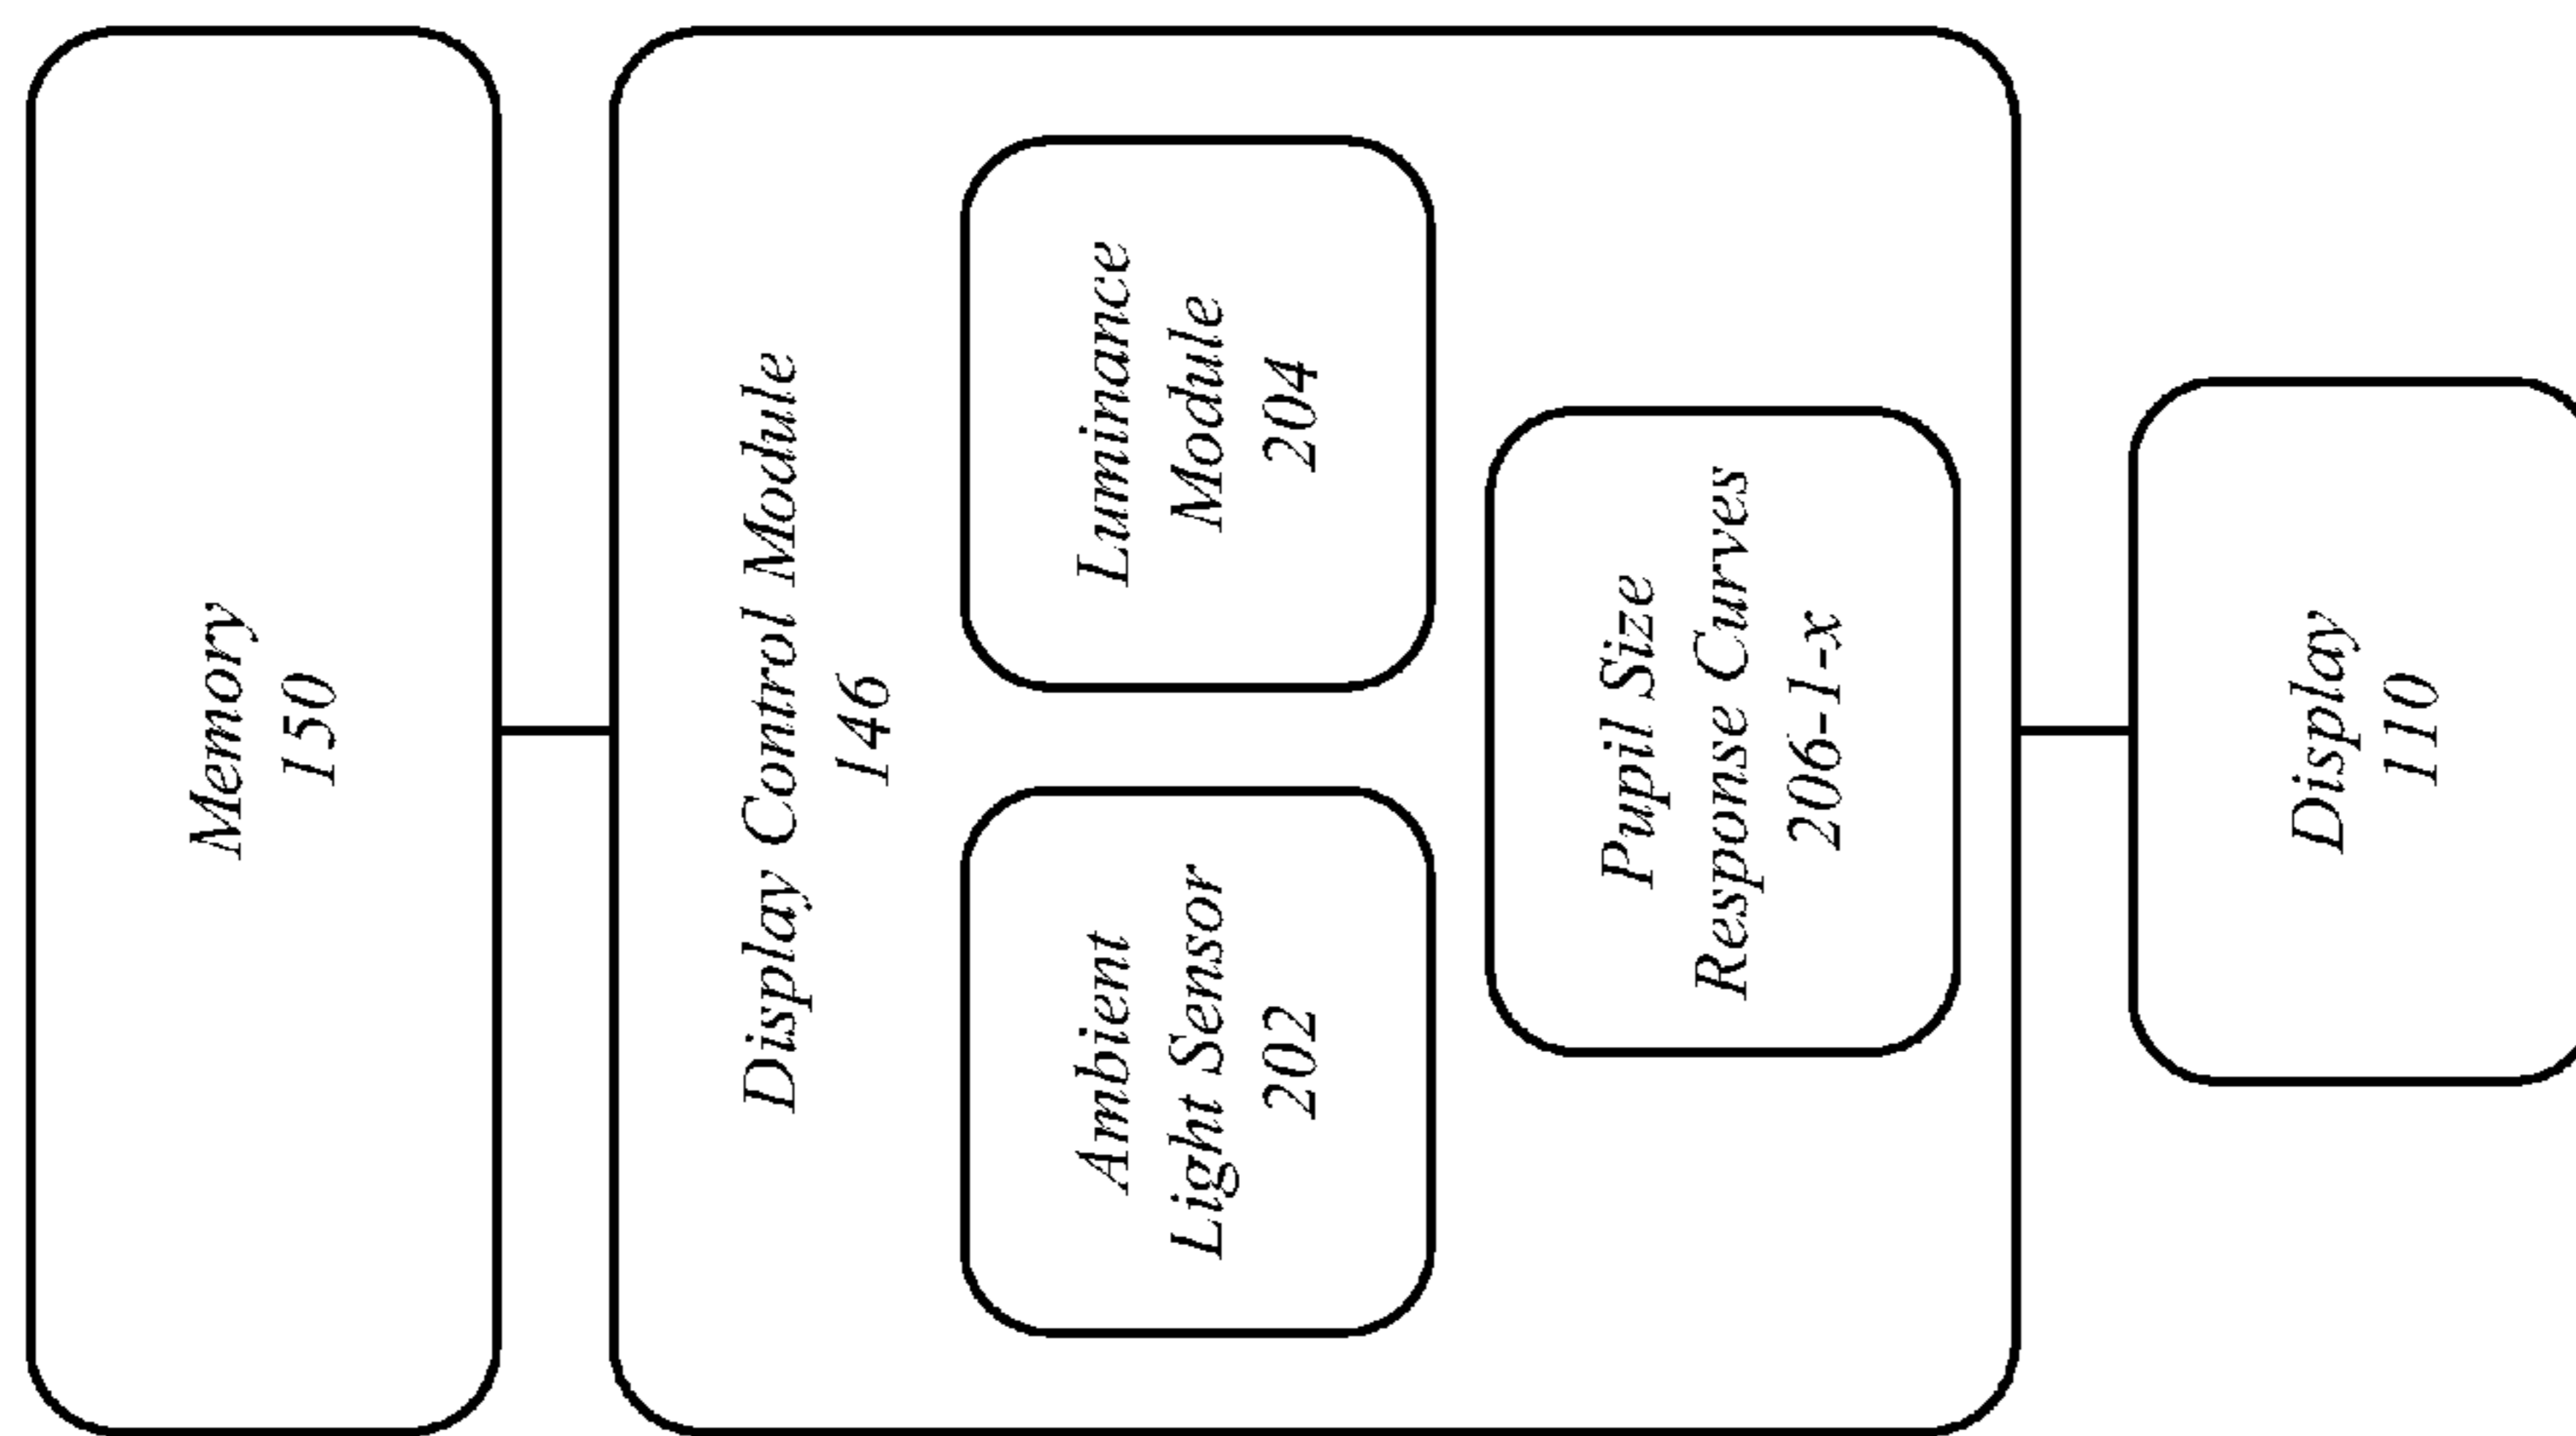 Memory
150
Display Control Module
146
Ambient
Light Sensor
202
Luminance
Module
204
Pupil Size
Response Curves
206-1-x
Display
110